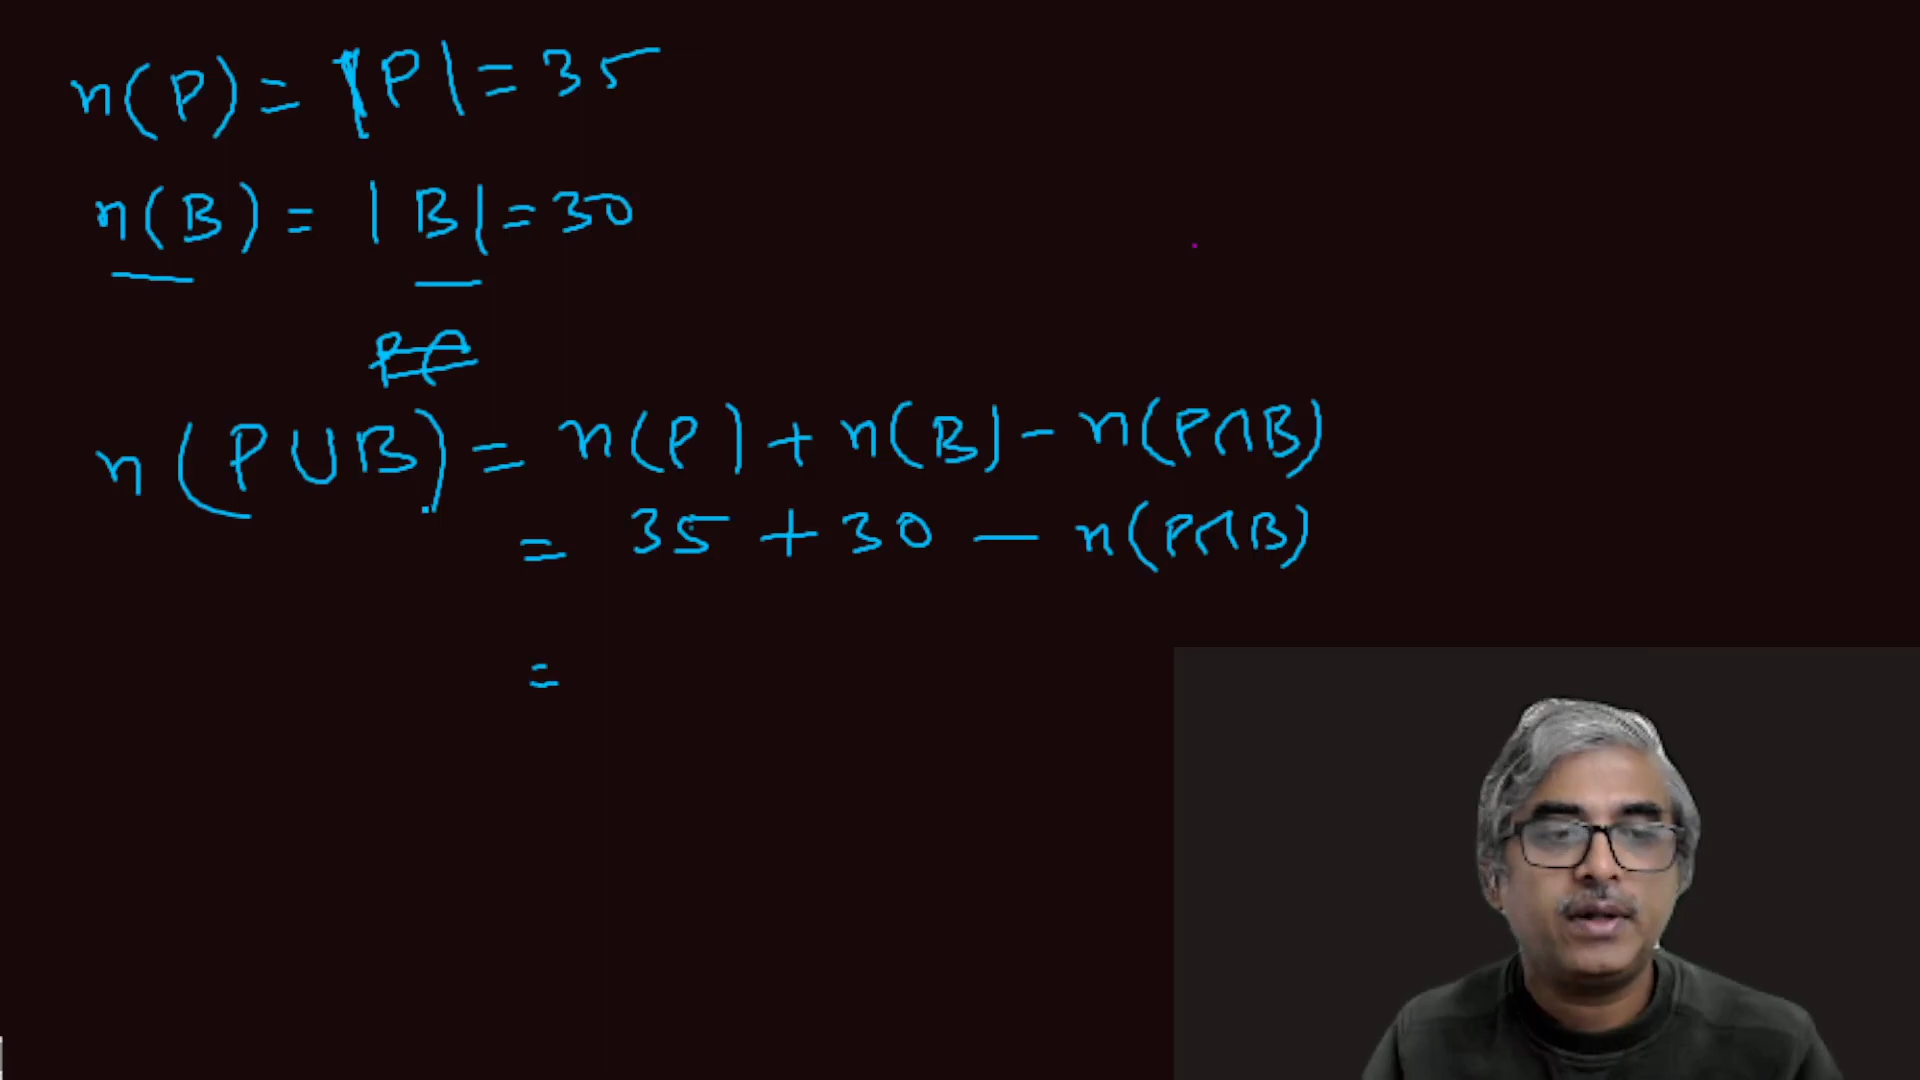 n(P) = |P| = 35
n(B) = |B| = 30
n(P∪B) = n(P) + n(B) - n(P∩B)
= 35 + 30 - n(P∩B)
=